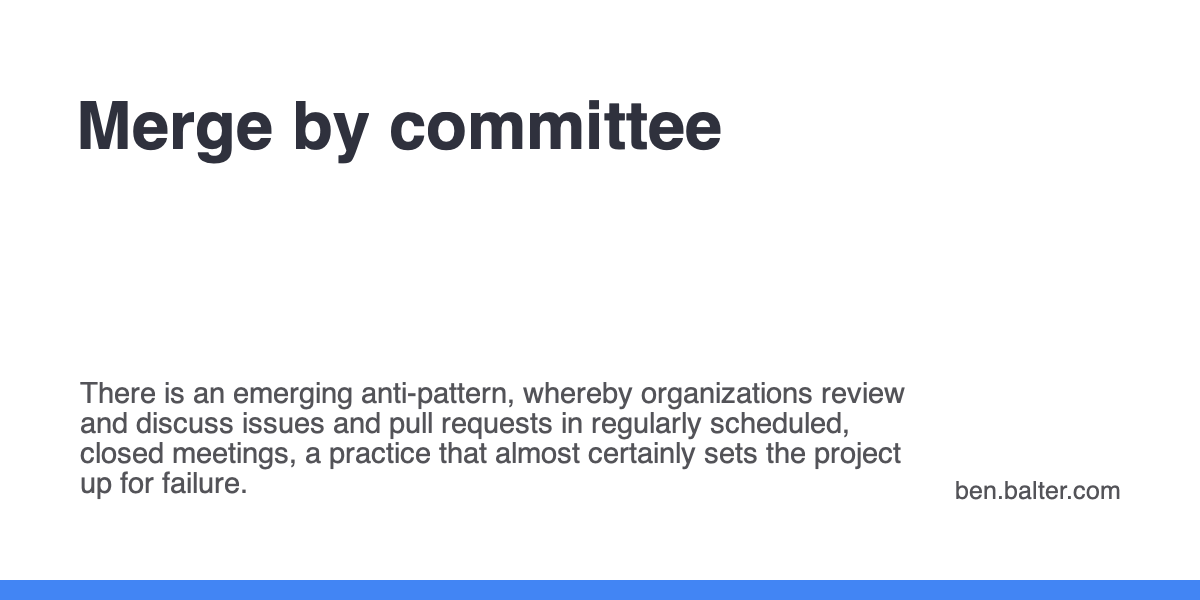 Merge by committee
There is an emerging anti-pattern, whereby organizations review
and discuss issues and pull requests in regularly scheduled,
closed meetings, a practice that almost certainly sets the project
up for failure.
ben.balter.com